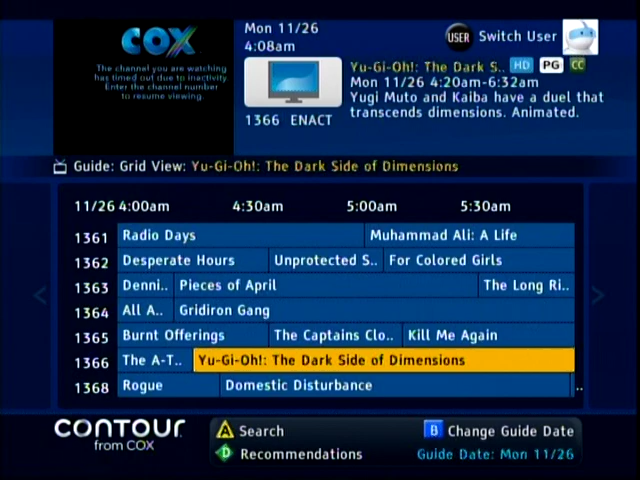 COX
The channel you are watching
has timed out due to inactivity.
Enter the channel number
to resume viewing.
Mon 11/26
4:08am
USER Switch User
1366 ENACT
Yu-Gi-Oh!: The Dark S.. HD PG CC
Mon 11/26 4:20am-6:32am
Yugi Muto and Kaiba have a duel that
transcends dimensions. Animated.
Guide: Grid View: Yu-Gi-Oh!: The Dark Side of Dimensions
11/26 4:00am 4:30am 5:00am 5:30am
1361 Radio Days Muhammad Ali: A Life
1362 Desperate Hours Unprotected S.. For Colored Girls
1363 Denni.. Pieces of April The Long Ri..
1364 All A.. Gridiron Gang
1365 Burnt Offerings The Captains Clo.. Kill Me Again
1366 The A-T.. Yu-Gi-Oh!: The Dark Side of Dimensions
1368 Rogue Domestic Disturbance ..
contour
from COX
A Search
B Change Guide Date
D Recommendations
Guide Date: Mon 11/26